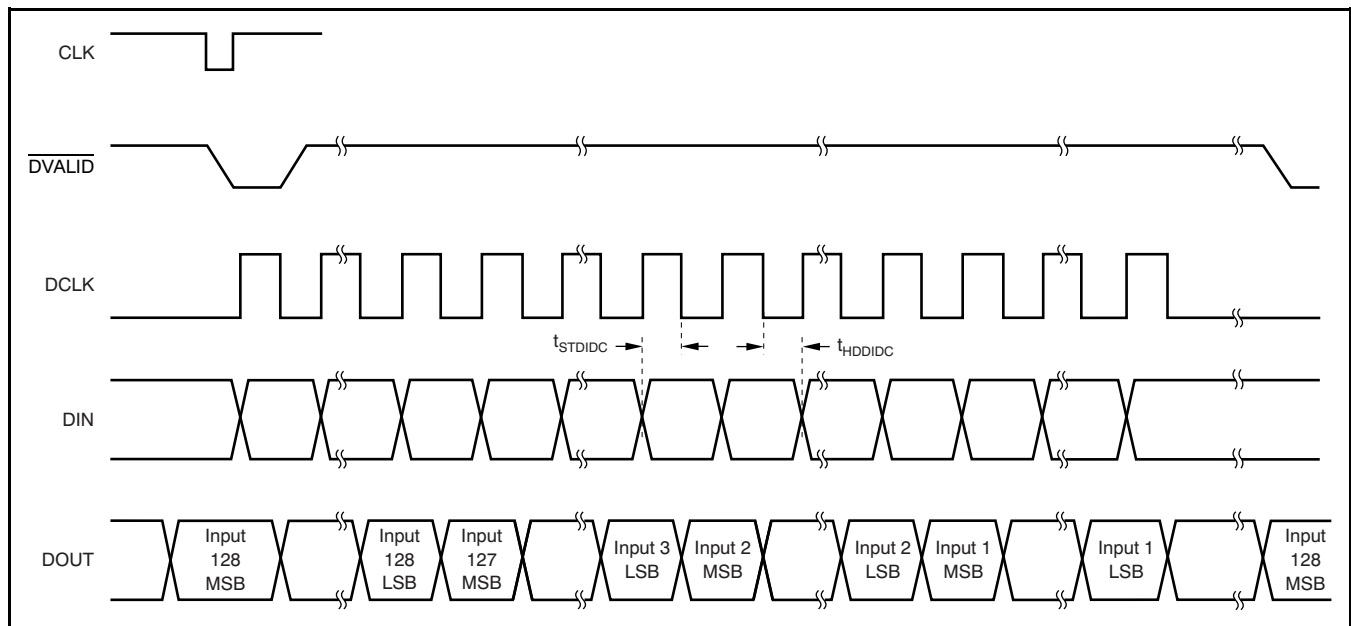 CLK
DVALID
DCLK
tSTDIDC
tHDDIDC
DIN
DOUT
Input
128
MSB
Input
128
LSB
Input
127
MSB
Input 3
LSB
Input 2
MSB
Input 2
LSB
Input 1
MSB
Input 1
LSB
Input
128
MSB